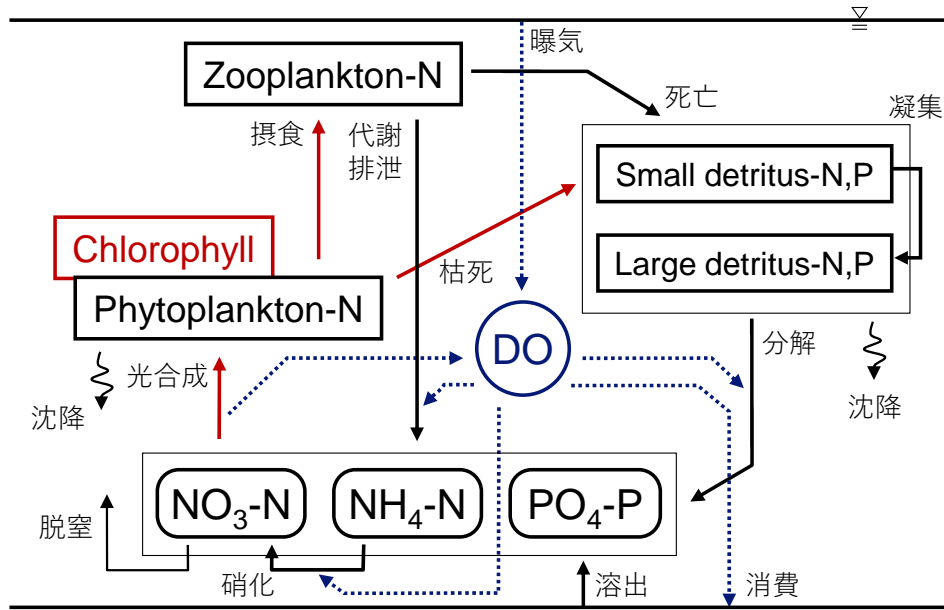 曝気
Zooplankton-N
死亡
凝集
摂食
代謝
排泄
Small detritus-N,P
Chlorophyll
枯死
Large detritus-N,P
Phytoplankton-N
DO
分解
光合成
沈降
沈降
NO₃-N
NH₄-N
PO₄-P
脱窒
硝化
溶出
消費